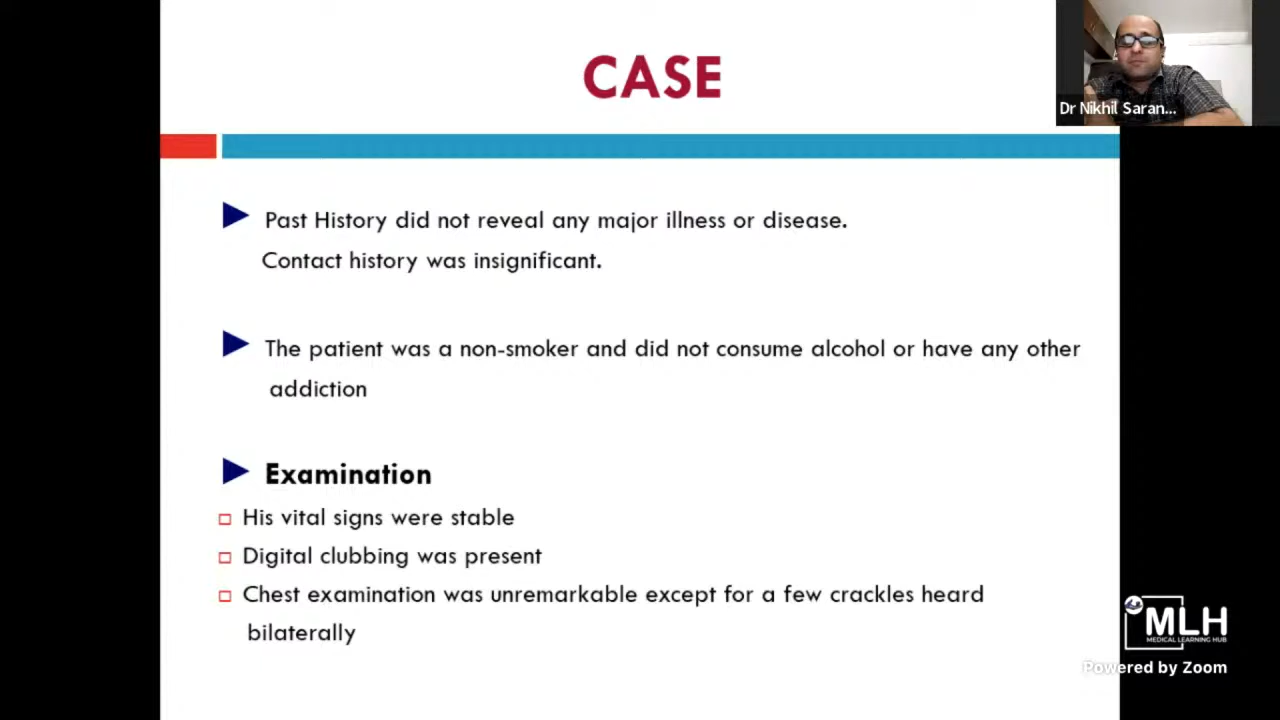 CASE
Dr Nikhil Saran...
Past History did not reveal any major illness or disease.
Contact history was insignificant.
The patient was a non-smoker and did not consume alcohol or have any other
addiction
Examination
His vital signs were stable
Digital clubbing was present
Chest examination was unremarkable except for a few crackles heard
bilaterally
MLH
MEDICAL LEARNING HUB
Powered by Zoom